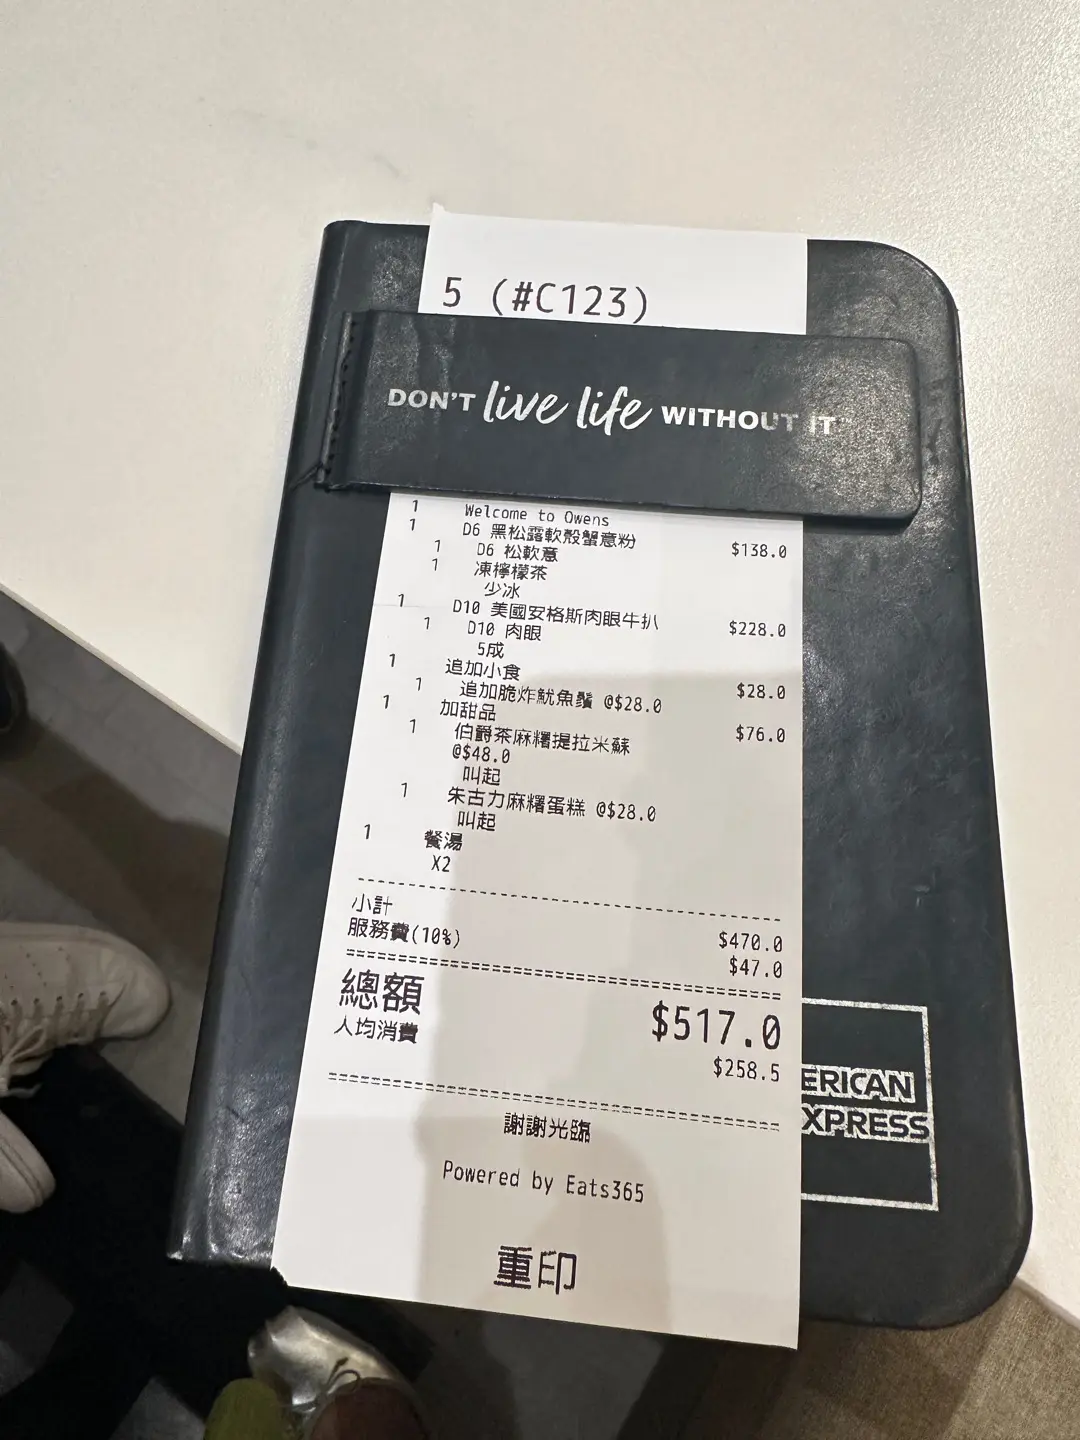 5 (#C123)
DON'T live life WITHOUT IT™
1 Welcome to Owens
1 D6 黑松露軟殼蟹意粉 $138.0
1 D6 松軟意
1 凍檸檬茶
少冰
1 D10 美國安格斯肉眼牛扒 $228.0
1 D10 肉眼
5成
1 追加小食 $28.0
1 追加脆炸魷魚鬚 @$28.0
1 加甜品 $76.0
1 伯爵茶麻糬提拉米蘇
@$48.0
叫起
1 朱古力麻糬蛋糕 @$28.0
叫起
1 餐湯
X2
小計 $470.0
服務費(10%) $47.0
總額 $517.0
人均消費 $258.5
謝謝光臨
Powered by Eats365
重印
ERICAN
XPRESS